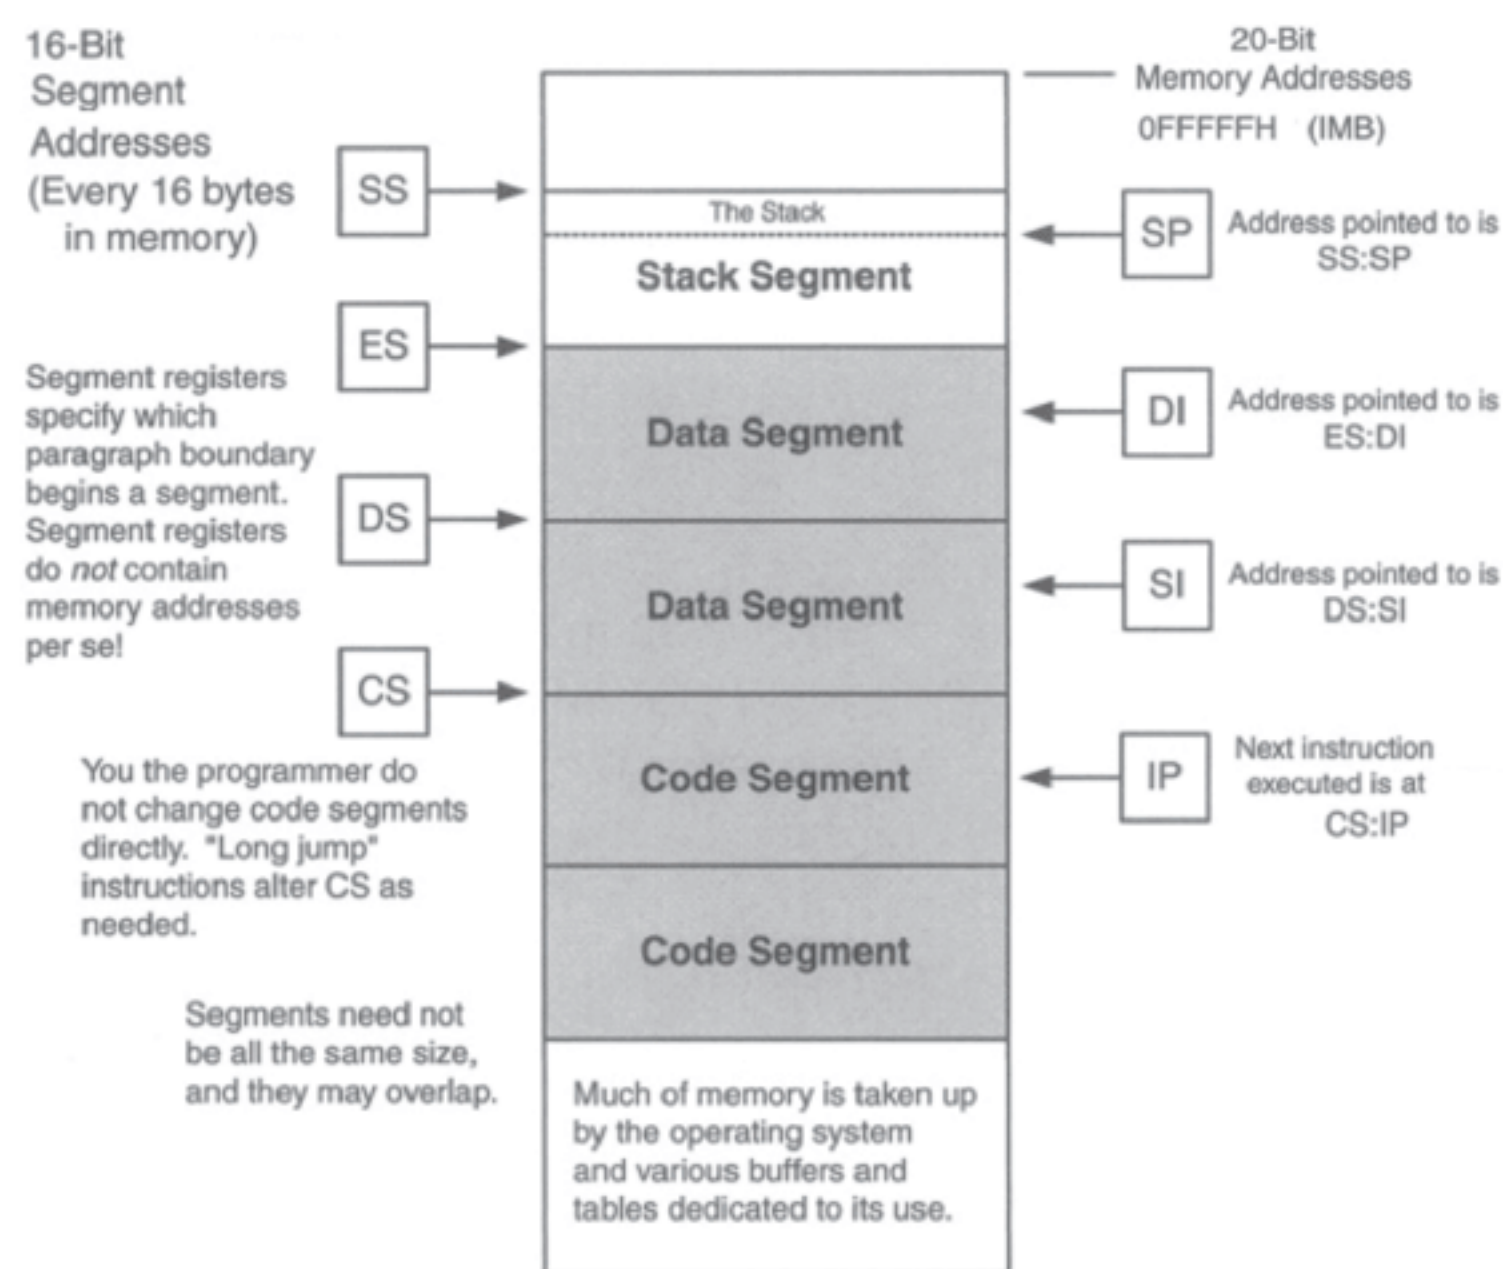 16-Bit
Segment
Addresses
(Every 16 bytes
in memory)
20-Bit
Memory Addresses
0FFFFFH (IMB)
SS
The Stack
SP
Address pointed to is
SS:SP
Stack Segment
ES
Segment registers
specify which
paragraph boundary
begins a segment.
Segment registers
do not contain
memory addresses
per se!
Data Segment
DI
Address pointed to is
ES:DI
DS
Data Segment
SI
Address pointed to is
DS:SI
CS
You the programmer do
not change code segments
directly. "Long jump"
instructions alter CS as
needed.
Code Segment
IP
Next instruction
executed is at
CS:IP
Code Segment
Segments need not
be all the same size,
and they may overlap.
Much of memory is taken up
by the operating system
and various buffers and
tables dedicated to its use.